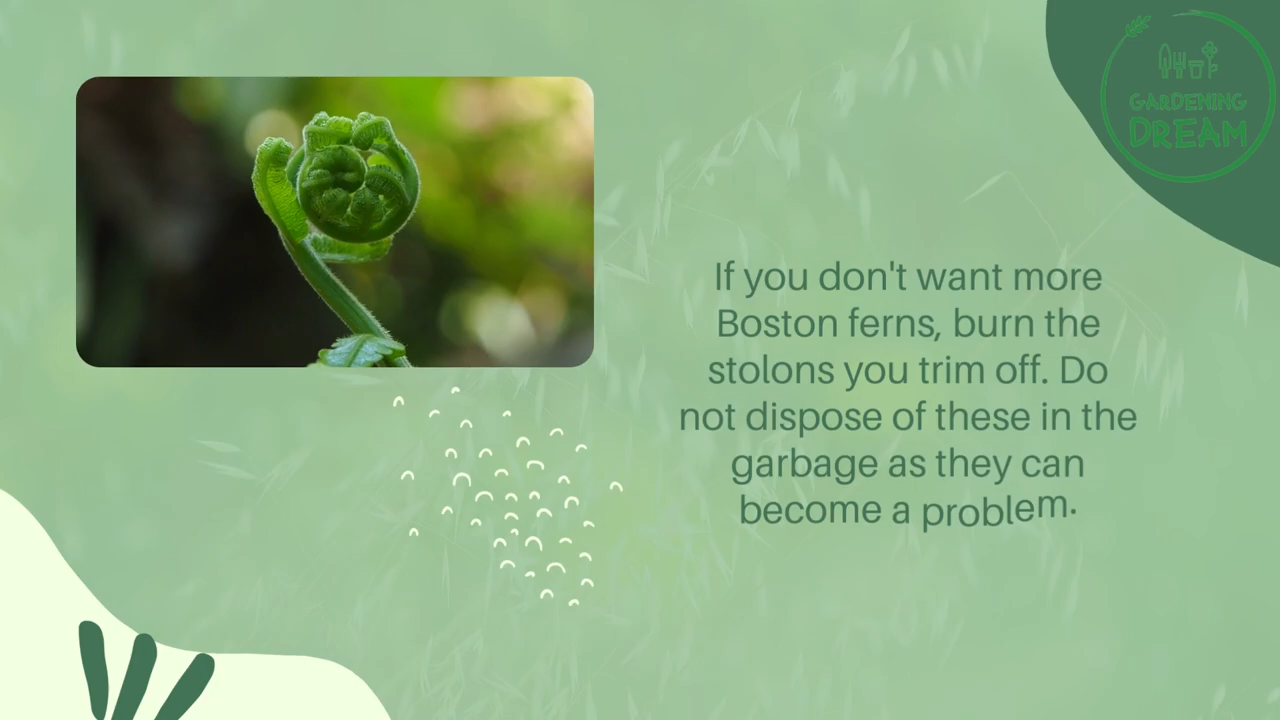 GARDENING
DREAM
If you don't want more
Boston ferns, burn the
stolons you trim off. Do
not dispose of these in the
garbage as they can
become a problem.